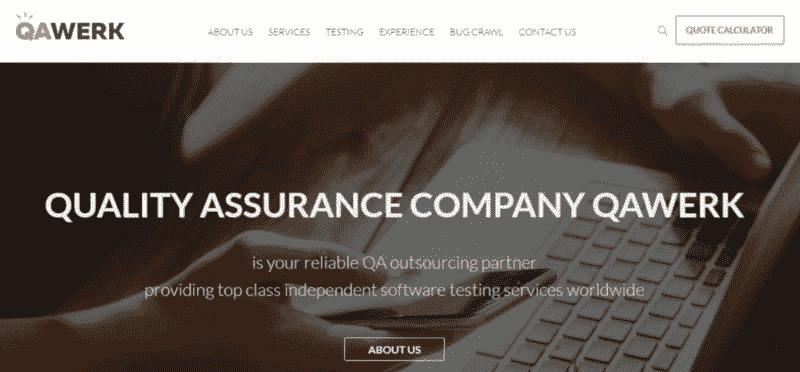 QAWERK
ABOUT US SERVICES TESTING EXPERIENCE BUG CRAWL CONTACT US QUOTE CALCULATOR
QUALITY ASSURANCE COMPANY QAWERK
is your reliable QA outsourcing partner
providing top class independent software testing services worldwide
ABOUT US